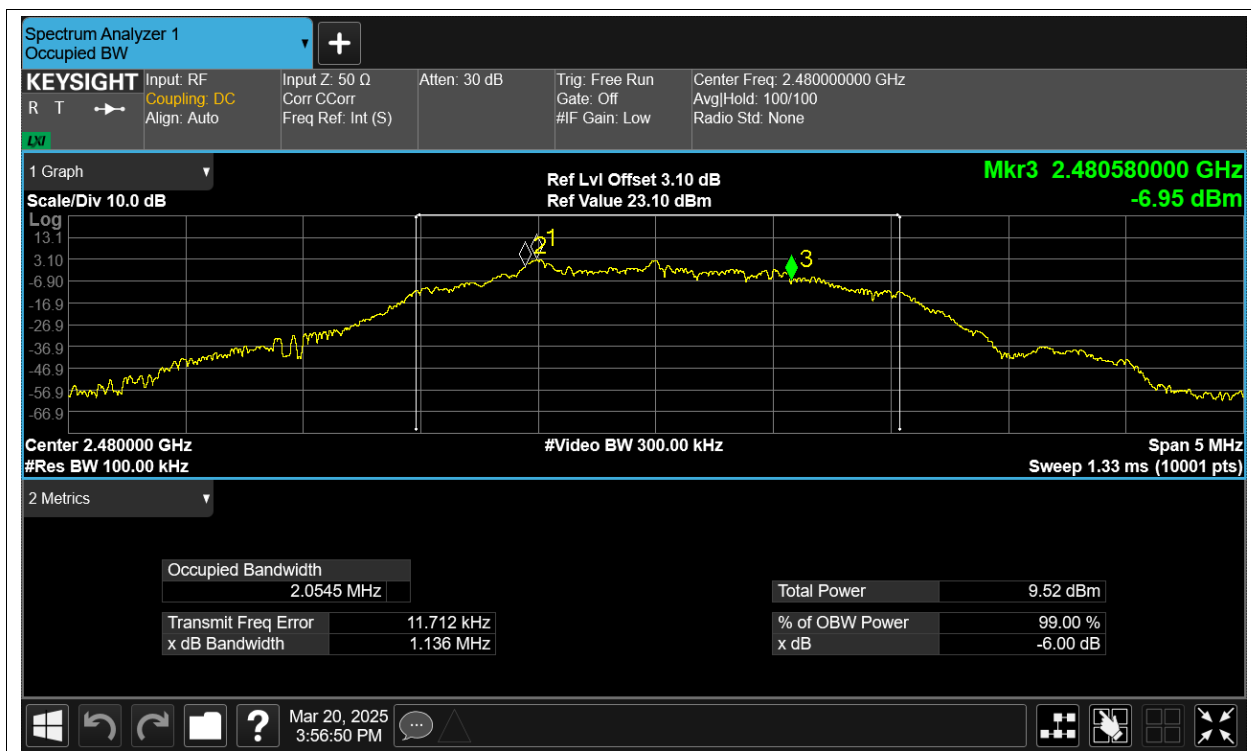 Spectrum Analyzer 1
Occupied BW
KEYSIGHT
R T
LXI
Input: RF
Coupling: DC
Align: Auto
Input Z: 50 Ω
Corr CCorr
Freq Ref: Int (S)
Atten: 30 dB
Trig: Free Run
Gate: Off
#IF Gain: Low
Center Freq: 2.480000000 GHz
Avg|Hold: 100/100
Radio Std: None
1 Graph
Scale/Div 10.0 dB
Ref Lvl Offset 3.10 dB
Ref Value 23.10 dBm
Mkr3 2.480580000 GHz
-6.95 dBm
Log
13.1
3.10
-6.90
-16.9
-26.9
-36.9
-46.9
-56.9
-66.9
2
1
3
Center 2.480000 GHz
#Res BW 100.00 kHz
#Video BW 300.00 kHz
Span 5 MHz
Sweep 1.33 ms (10001 pts)
2 Metrics
Occupied Bandwidth
2.0545 MHz
Transmit Freq Error 11.712 kHz
x dB Bandwidth 1.136 MHz
Total Power 9.52 dBm
% of OBW Power 99.00 %
x dB -6.00 dB
?
Mar 20, 2025
3:56:50 PM